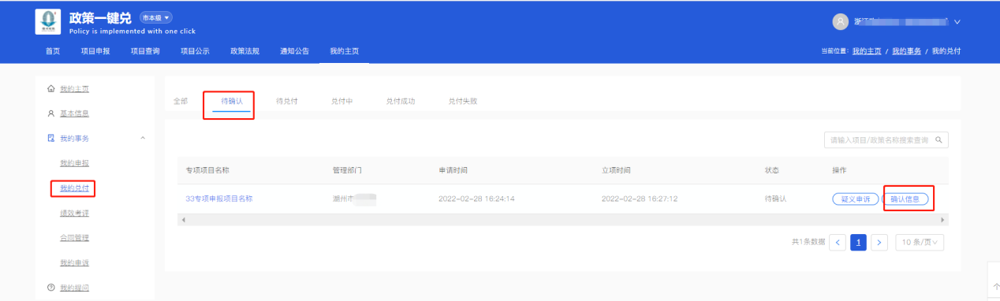 政策一键兑 市本级
Policy is implemented with one click
首页 项目申报 项目查询 项目公示 政策法规 通知公告 我的主页
当前位置: 我的主页 / 我的事务 / 我的兑付
我的主页
基本信息
我的事务
我的申报
我的兑付
绩效考评
合同管理
我的申诉
我的提问
全部 待确认 待兑付 兑付中 兑付成功 兑付失败
请输入项目/政策名称搜索查询
专项项目名称 管理部门 申请时间 立项时间 状态 操作
33专项申报项目名称 湖州市 2022-02-28 16:24:14 2022-02-28 16:27:12 待确认 疑义申诉 确认信息
共1条数据 < 1 > 10 条/页